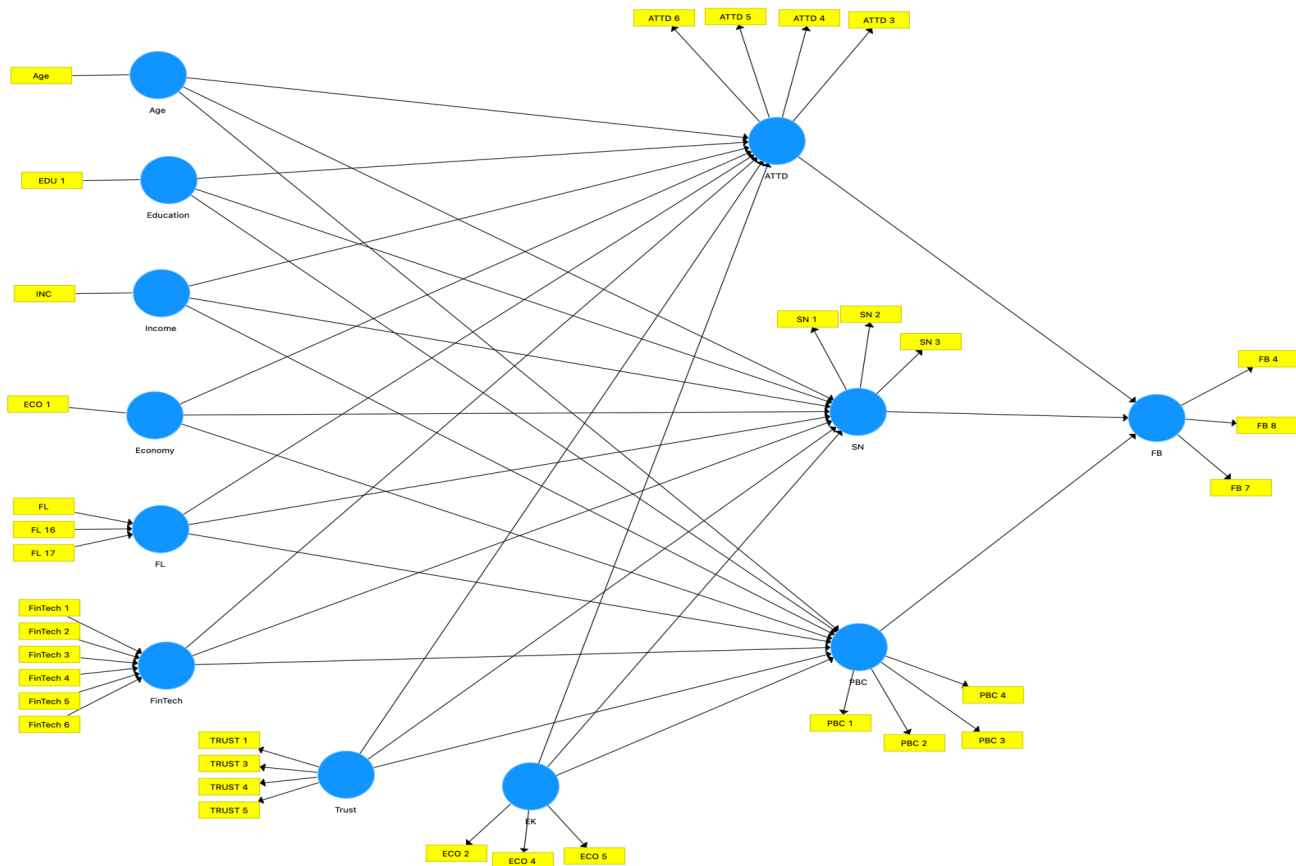 ATTD 6
ATTD 5
ATTD 4
ATTD 3
Age
Age
ATTD
EDU 1
Education
INC
Income
SN 1
SN 2
SN 3
SN
ECO 1
Economy
FB 4
FB 8
FB 7
FB
FL
FL 16
FL 17
FL
FinTech 1
FinTech 2
FinTech 3
FinTech 4
FinTech 5
FinTech 6
FinTech
PBC
PBC 1
PBC 2
PBC 3
PBC 4
TRUST 1
TRUST 3
TRUST 4
TRUST 5
Trust
EK
ECO 2
ECO 4
ECO 5